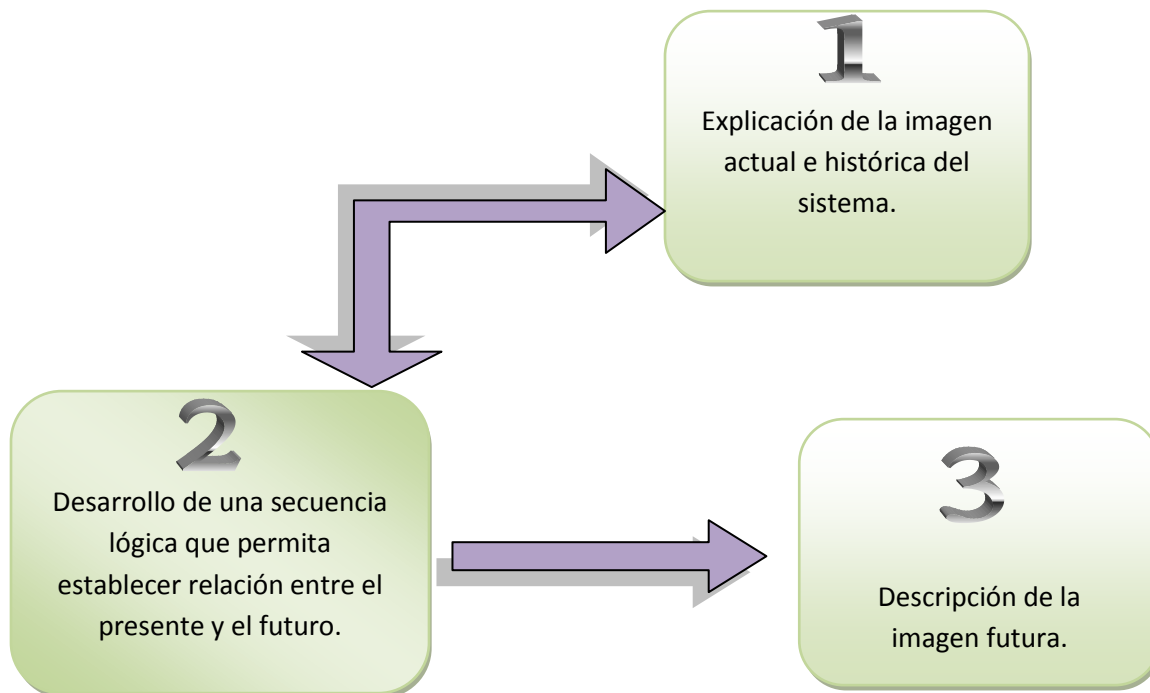 1
Explicación de la imagen
actual e histórica del
sistema.
2
Desarrollo de una secuencia
lógica que permita
establecer relación entre el
presente y el futuro.
3
Descripción de la
imagen futura.